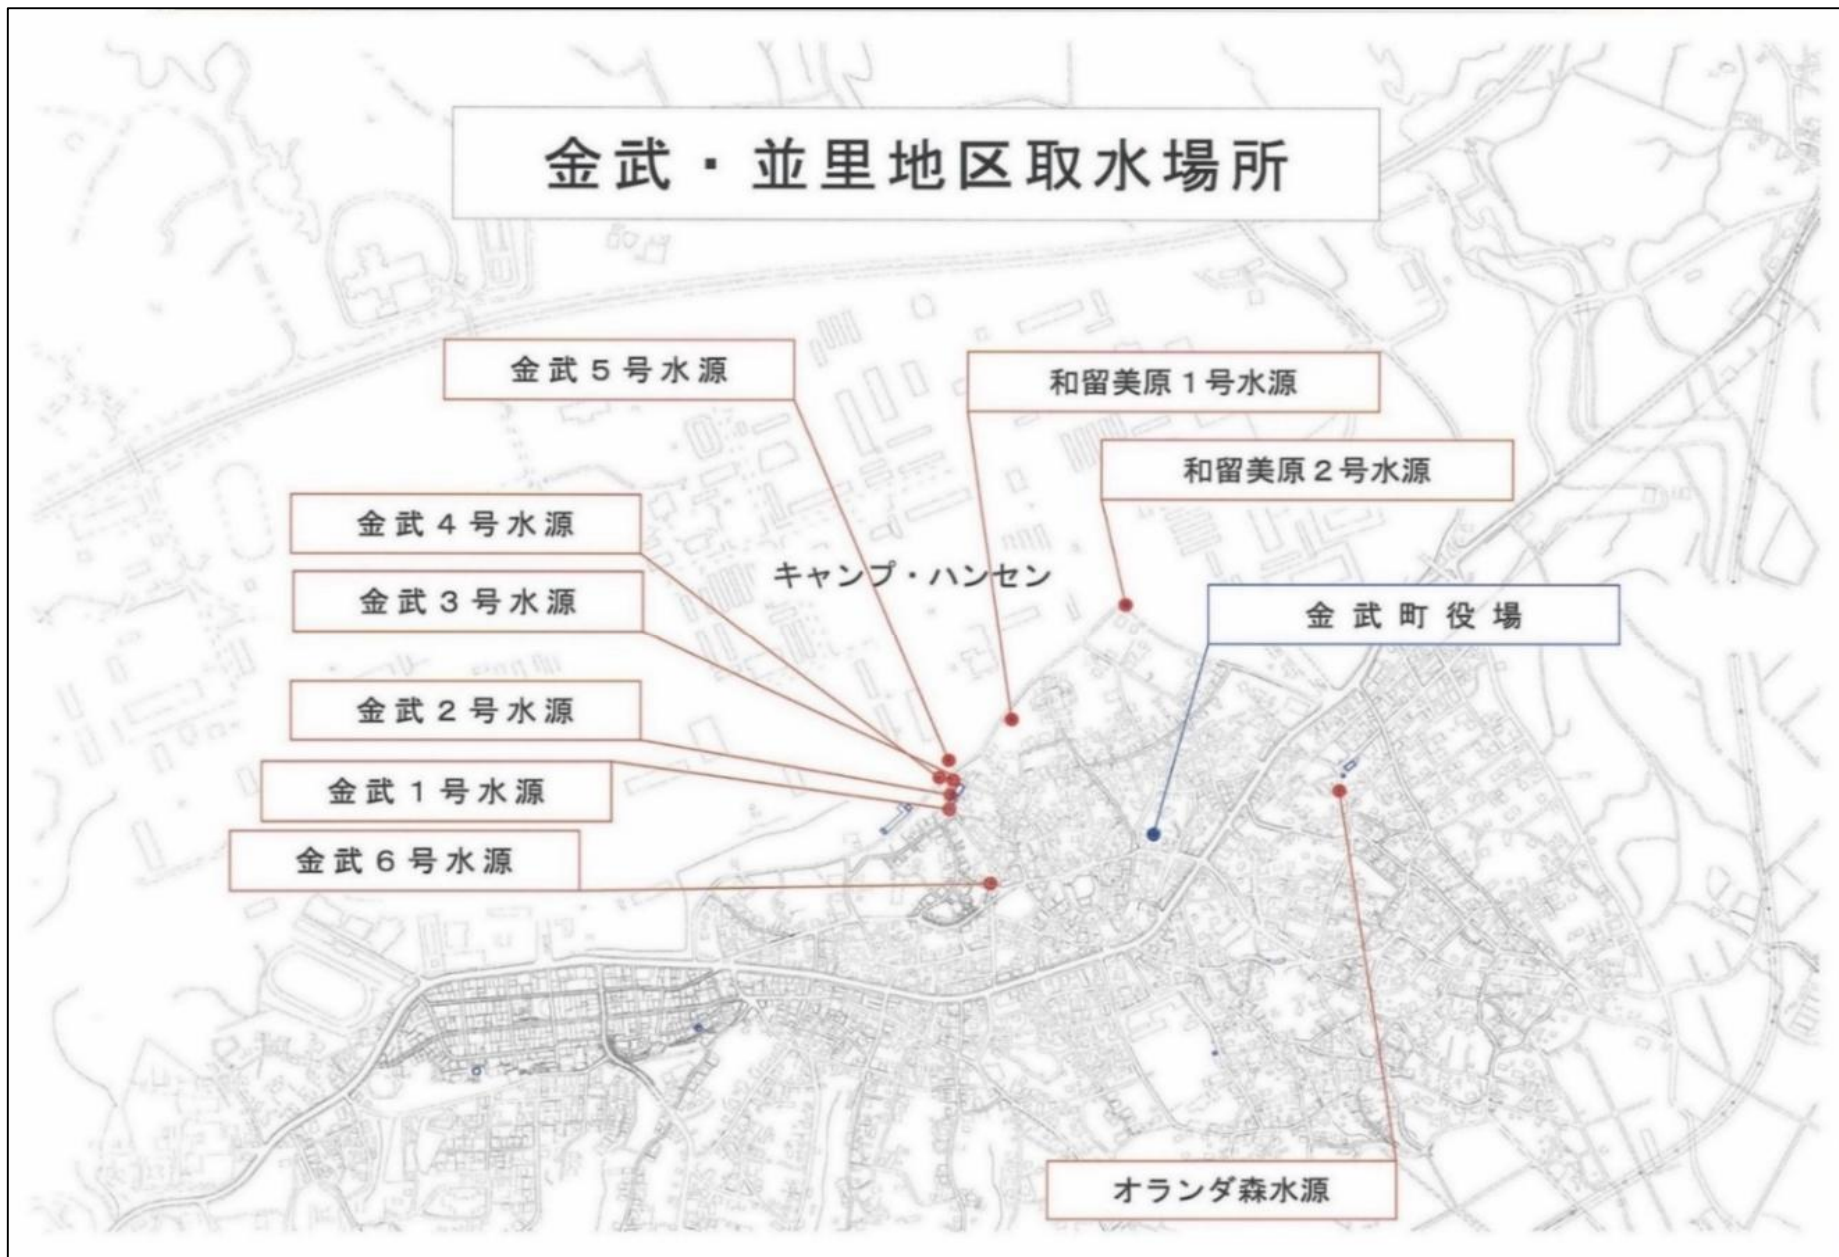 金武・並里地区取水場所
金武５号水源
和留美原１号水源
和留美原２号水源
金武４号水源
キャンプ・ハンセン
金武３号水源
金武町役場
金武２号水源
金武１号水源
金武６号水源
オランダ森水源